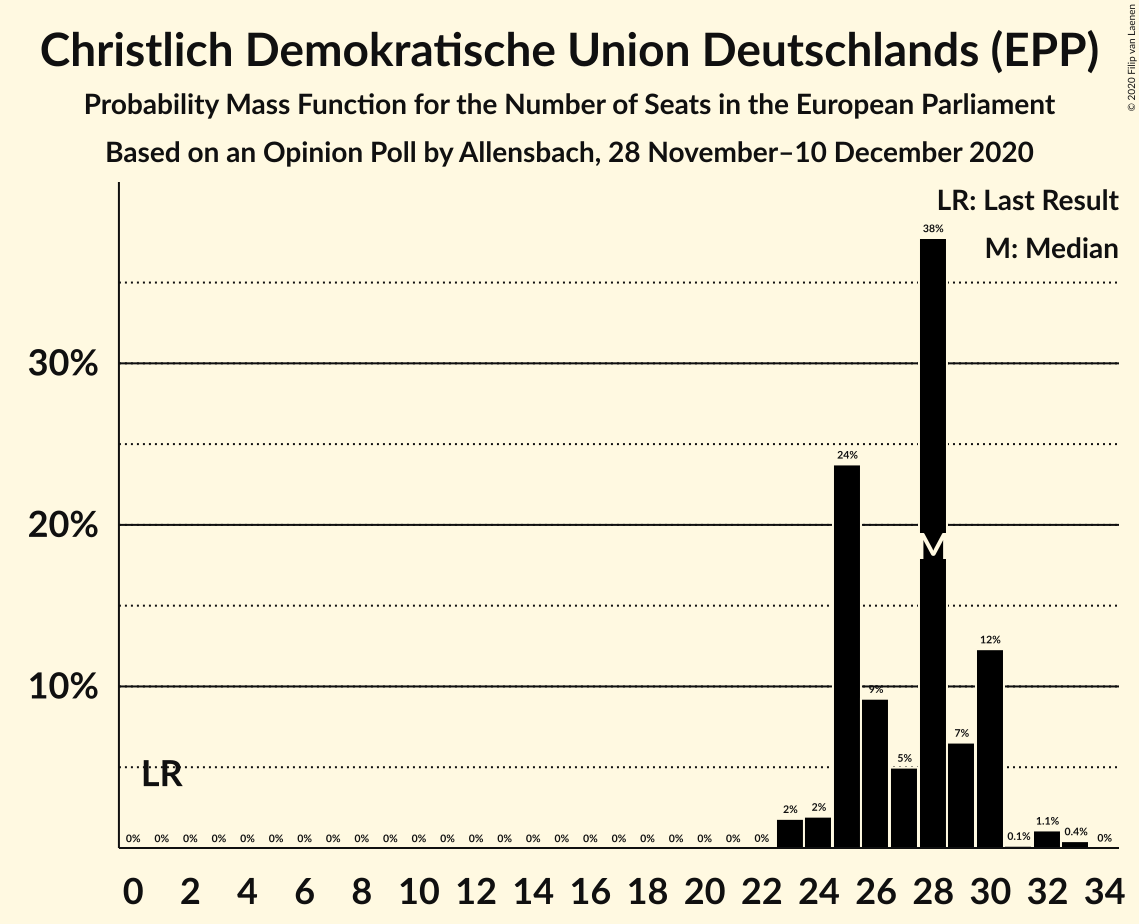 Christlich Demokratische Union Deutschlands (EPP)
Probability Mass Function for the Number of Seats in the European Parliament
Based on an Opinion Poll by Allensbach, 28 November–10 December 2020
© 2020 Filip van Laenen
LR: Last Result
M: Median
38%
30%
24%
20%
M
12%
10%
9%
7%
5%
LR
2% 2% 1.1% 0.4% 0.1%
0% 0% 0% 0% 0% 0% 0% 0% 0% 0% 0% 0% 0% 0% 0% 0% 0% 0% 0% 0% 0% 0% 0% 0%
0 2 4 6 8 10 12 14 16 18 20 22 24 26 28 30 32 34